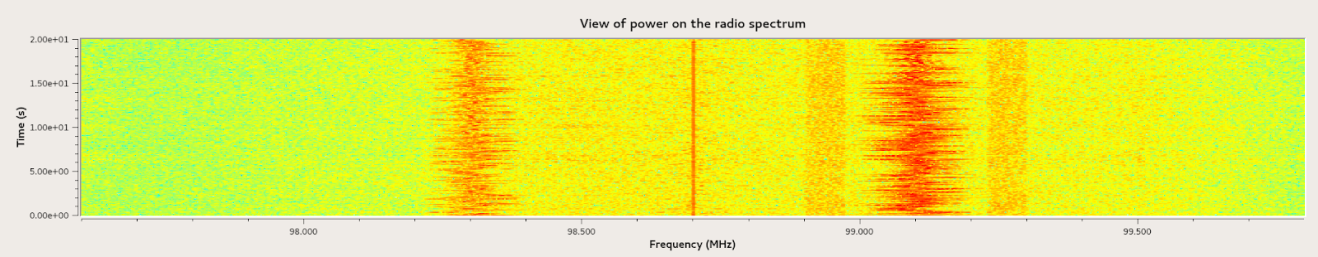 View of power on the radio spectrum
2.00e+01
1.50e+01
1.00e+01
5.00e+00
0.00e+00
Time (s)
98.000 98.500 99.000 99.500
Frequency (MHz)